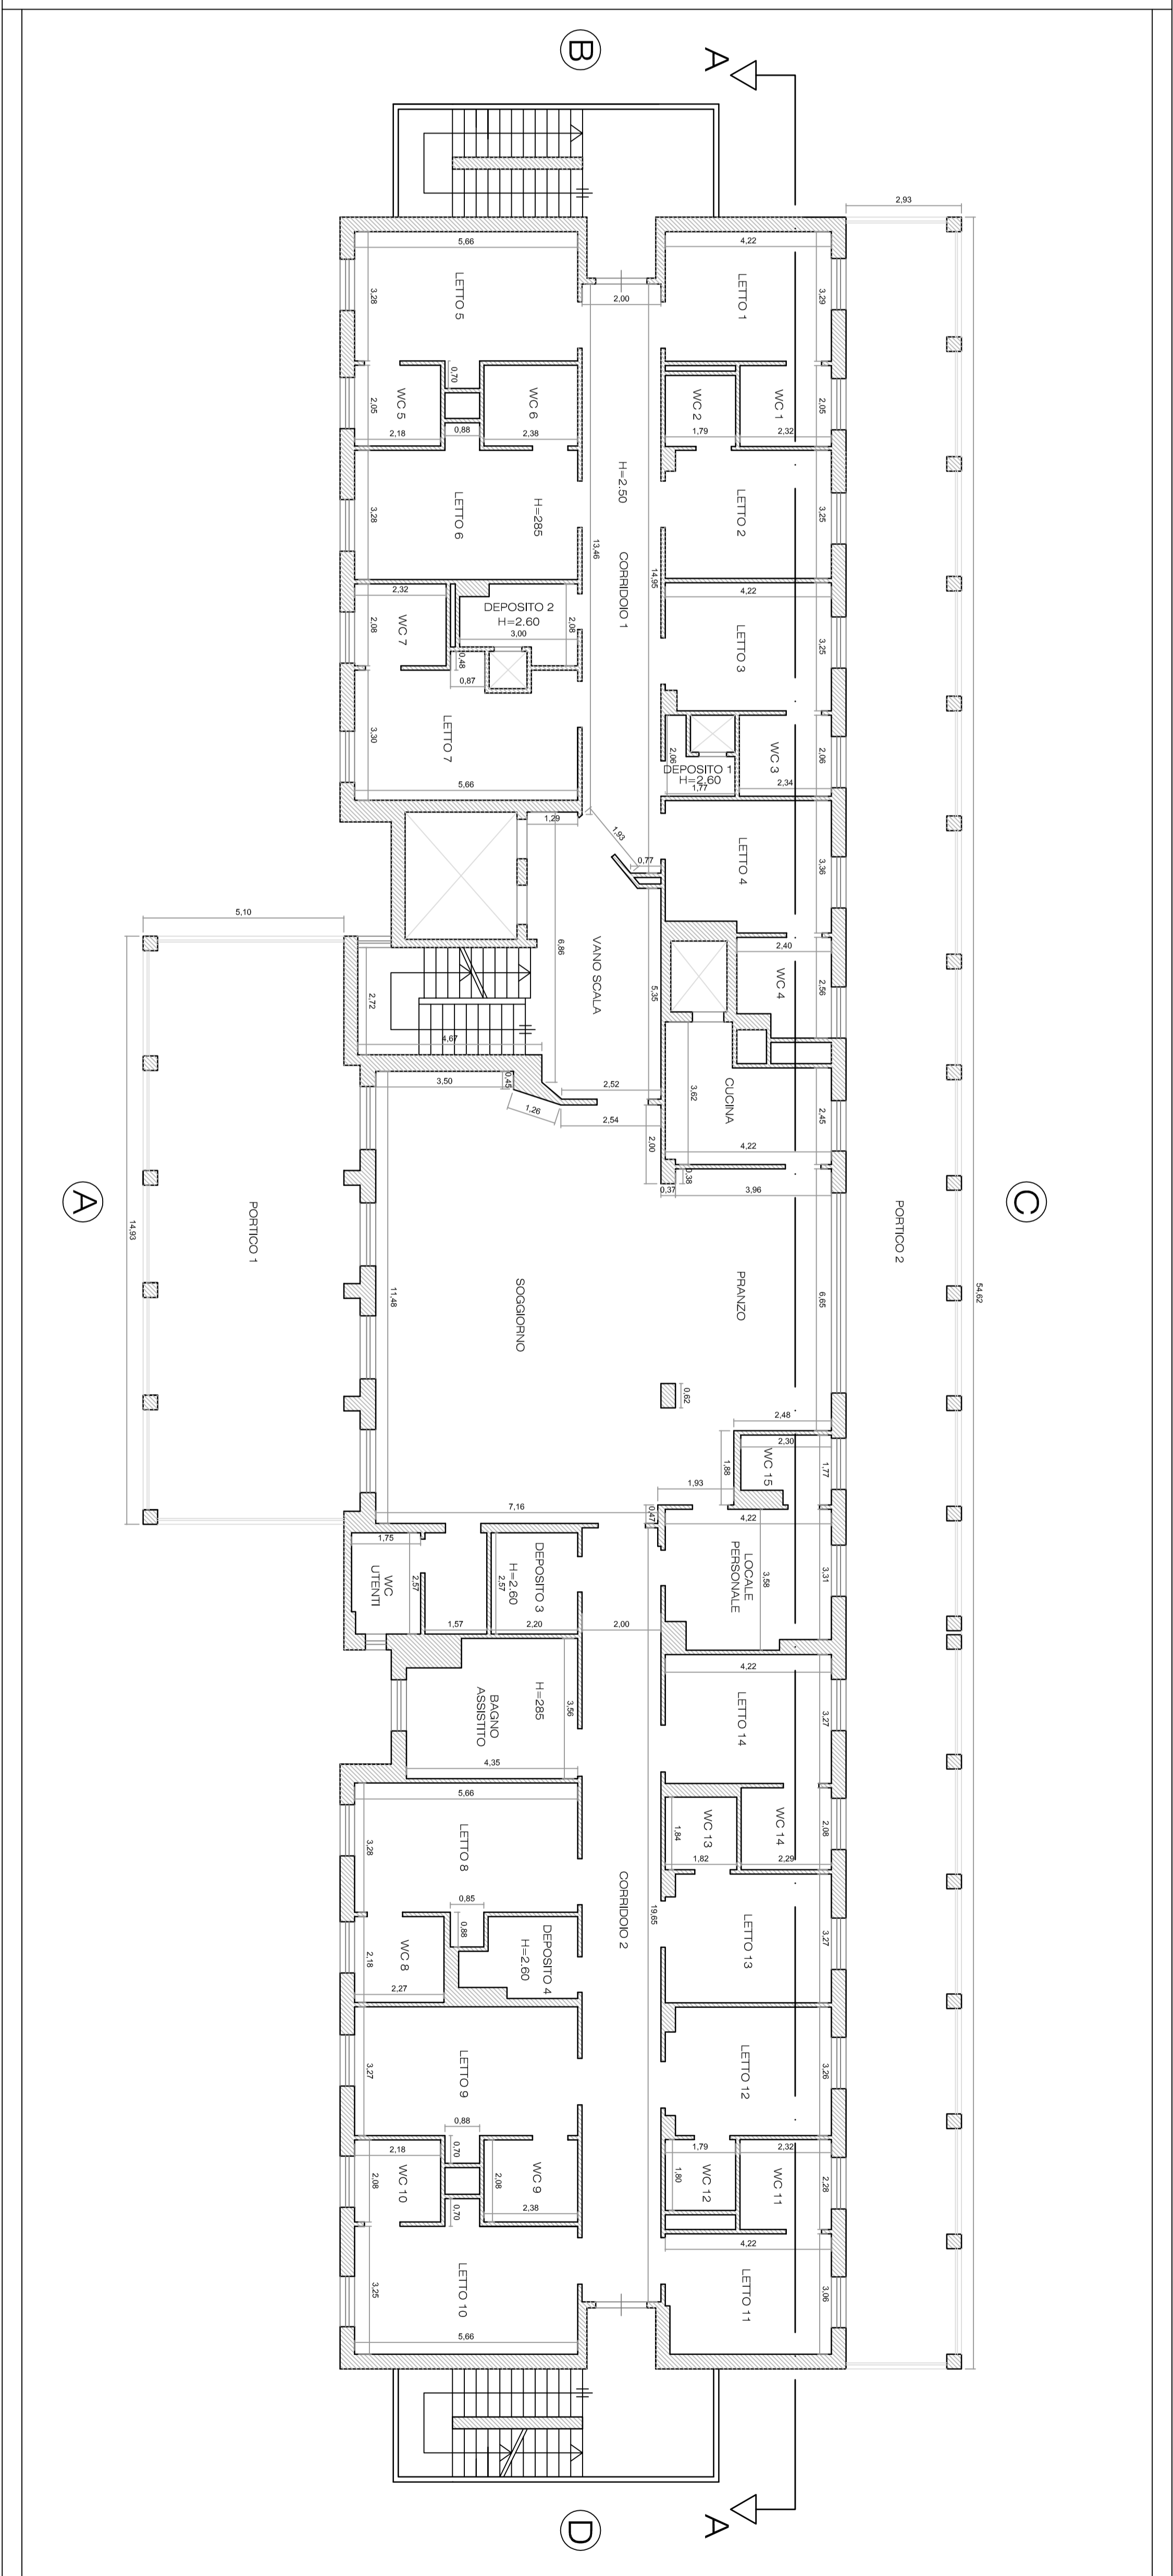 B
A
2,93
5,66
4,22
LETTO 5
3,28
LETTO 1
3,29
2,00
0,70
WC 5
2,05
2,18
0,88
WC 6
2,38
WC 2
1,79
WC 1
2,05
2,32
H=2.50
LETTO 6
3,28
H=285
13,46
CORRIDOIO 1
14,95
LETTO 2
3,25
2,32
WC 7
2,08
DEPOSITO 2
H=2.60
3,00
2,08
0,48
0,87
4,22
LETTO 3
3,25
LETTO 7
3,30
5,66
2,06
DEPOSITO 1
H=2.60
1,77
WC 3
2,06
2,34
1,29
1,93
0,77
LETTO 4
3,36
5,10
6,86
VANO SCALA
5,35
2,40
WC 4
2,56
2,72
4,67
3,50
0,45
1,26
2,52
2,54
2,00
3,62
CUCINA
2,45
4,22
0,38
0,37
3,96
A
14,93
PORTICO 1
11,48
SOGGIORNO
PRANZO
6,65
PORTICO 2
C
54,62
0,62
2,48
2,30
WC 15
1,77
1,88
1,93
7,16
0,47
4,22
1,75
WC
UTENTI
2,57
1,57
2,57
DEPOSITO 3
H=2.60
2,20
2,00
LOCALE
PERSONALE
3,58
3,31
BAGNO
ASSISTITO
H=285
3,56
4,35
4,22
LETTO 14
3,27
5,66
LETTO 8
3,28
0,85
0,88
WC 13
1,84
1,82
WC 14
2,08
2,29
CORRIDOIO 2
19,65
WC 8
2,18
2,27
DEPOSITO 4
H=2.60
LETTO 13
3,27
LETTO 9
3,27
LETTO 12
3,26
0,88
0,70
2,18
WC 10
2,08
0,70
WC 9
2,08
2,38
1,79
WC 12
1,80
2,32
WC 11
2,28
LETTO 10
3,25
5,66
4,22
LETTO 11
3,06
D
A